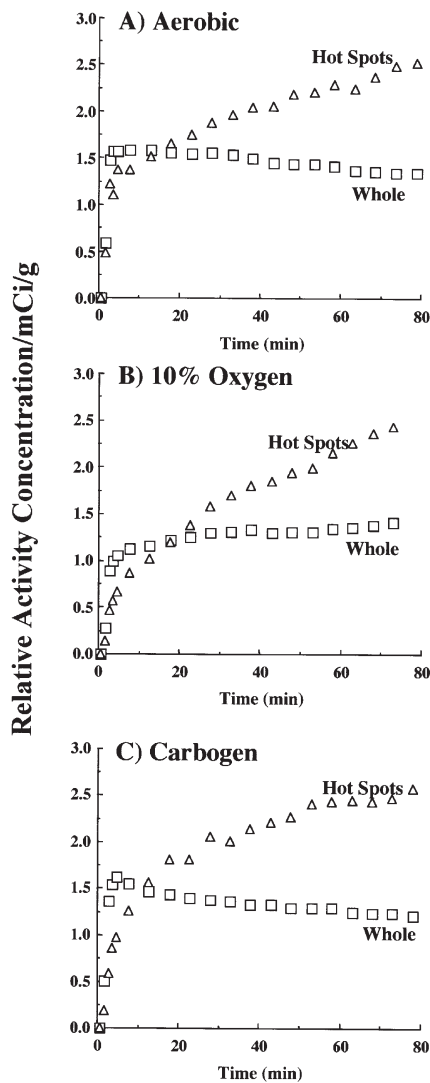 Relative Activity Concentration/mCi/g
A) Aerobic
3.0
2.5
2.0
1.5
1.0
0.5
0.0
Hot Spots
Whole
0 20 40 60 80
Time (min)
B) 10% Oxygen
3.0
2.5
2.0
1.5
1.0
0.5
0.0
Hot Spots
Whole
0 20 40 60 80
Time (min)
C) Carbogen
3.0
2.5
2.0
1.5
1.0
0.5
0.0
Hot Spots
Whole
0 20 40 60 80
Time (min)